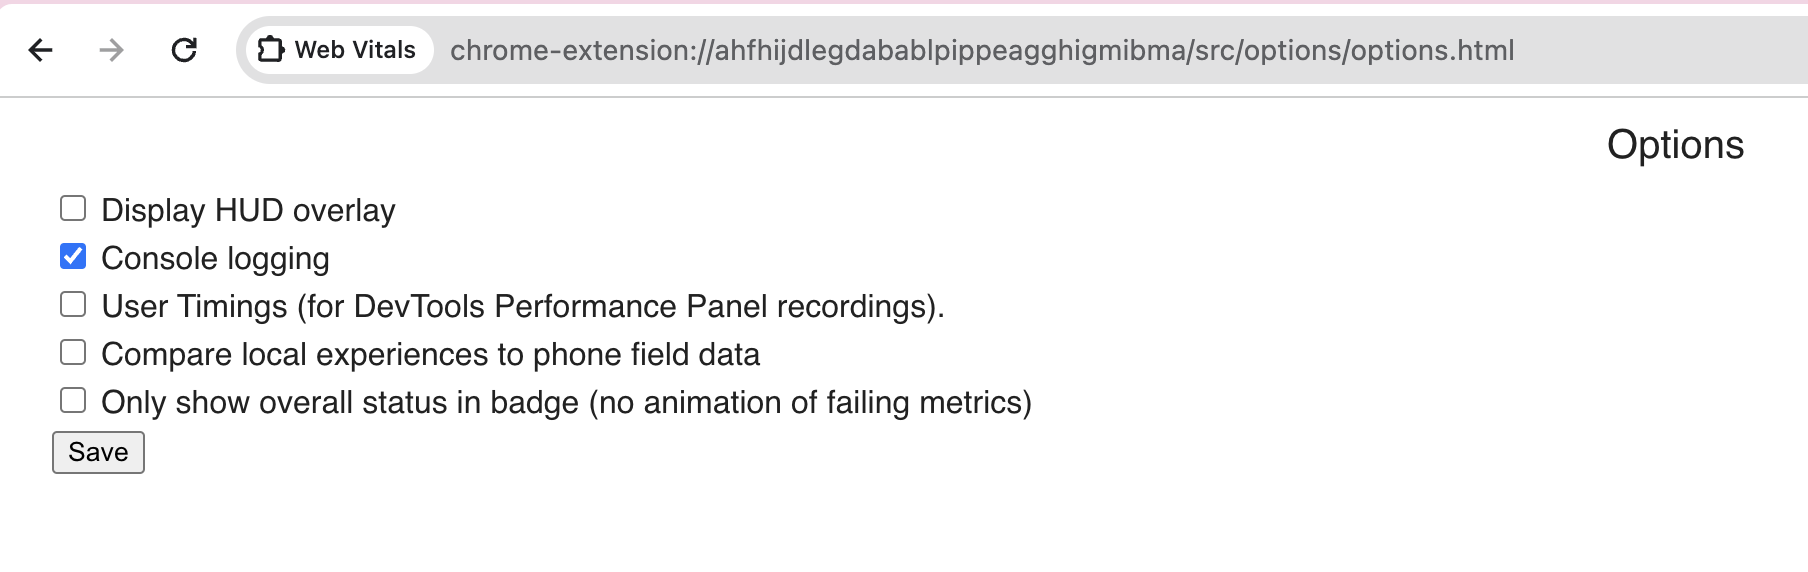 Web Vitals chrome-extension://ahfhijdlegdabablpippeagghigmibma/src/options/options.html
Options
Display HUD overlay
Console logging
User Timings (for DevTools Performance Panel recordings).
Compare local experiences to phone field data
Only show overall status in badge (no animation of failing metrics)
Save